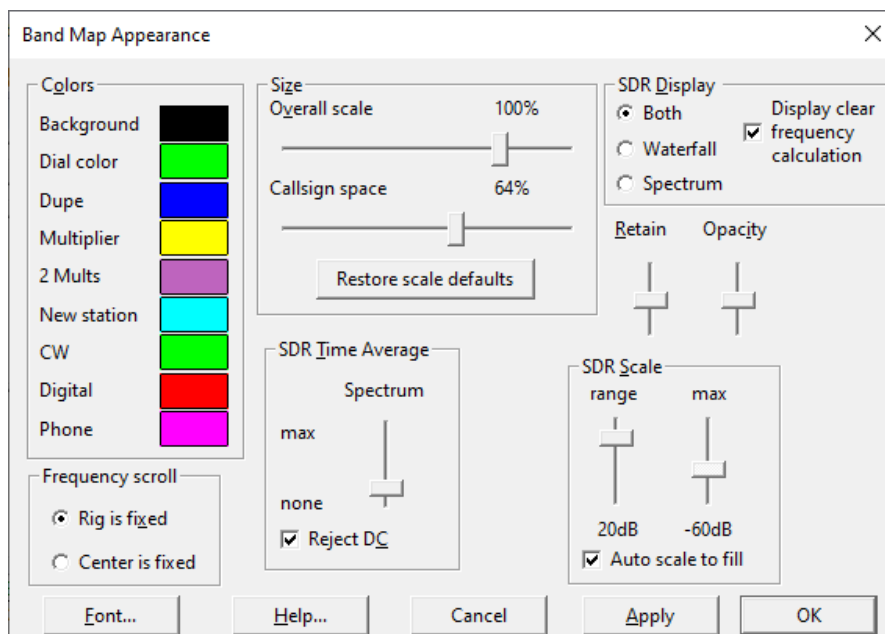 Band Map Appearance
Colors
Background
Dial color
Dupe
Multiplier
2 Mults
New station
CW
Digital
Phone
Frequency scroll
Rig is fixed
Center is fixed
Size
Overall scale 100%
Callsign space 64%
Restore scale defaults
SDR Time Average
Spectrum
max
none
Reject DC
SDR Display
Both
Waterfall
Spectrum
Display clear
frequency
calculation
Retain Opacity
SDR Scale
range max
20dB -60dB
Auto scale to fill
Font... Help... Cancel Apply OK